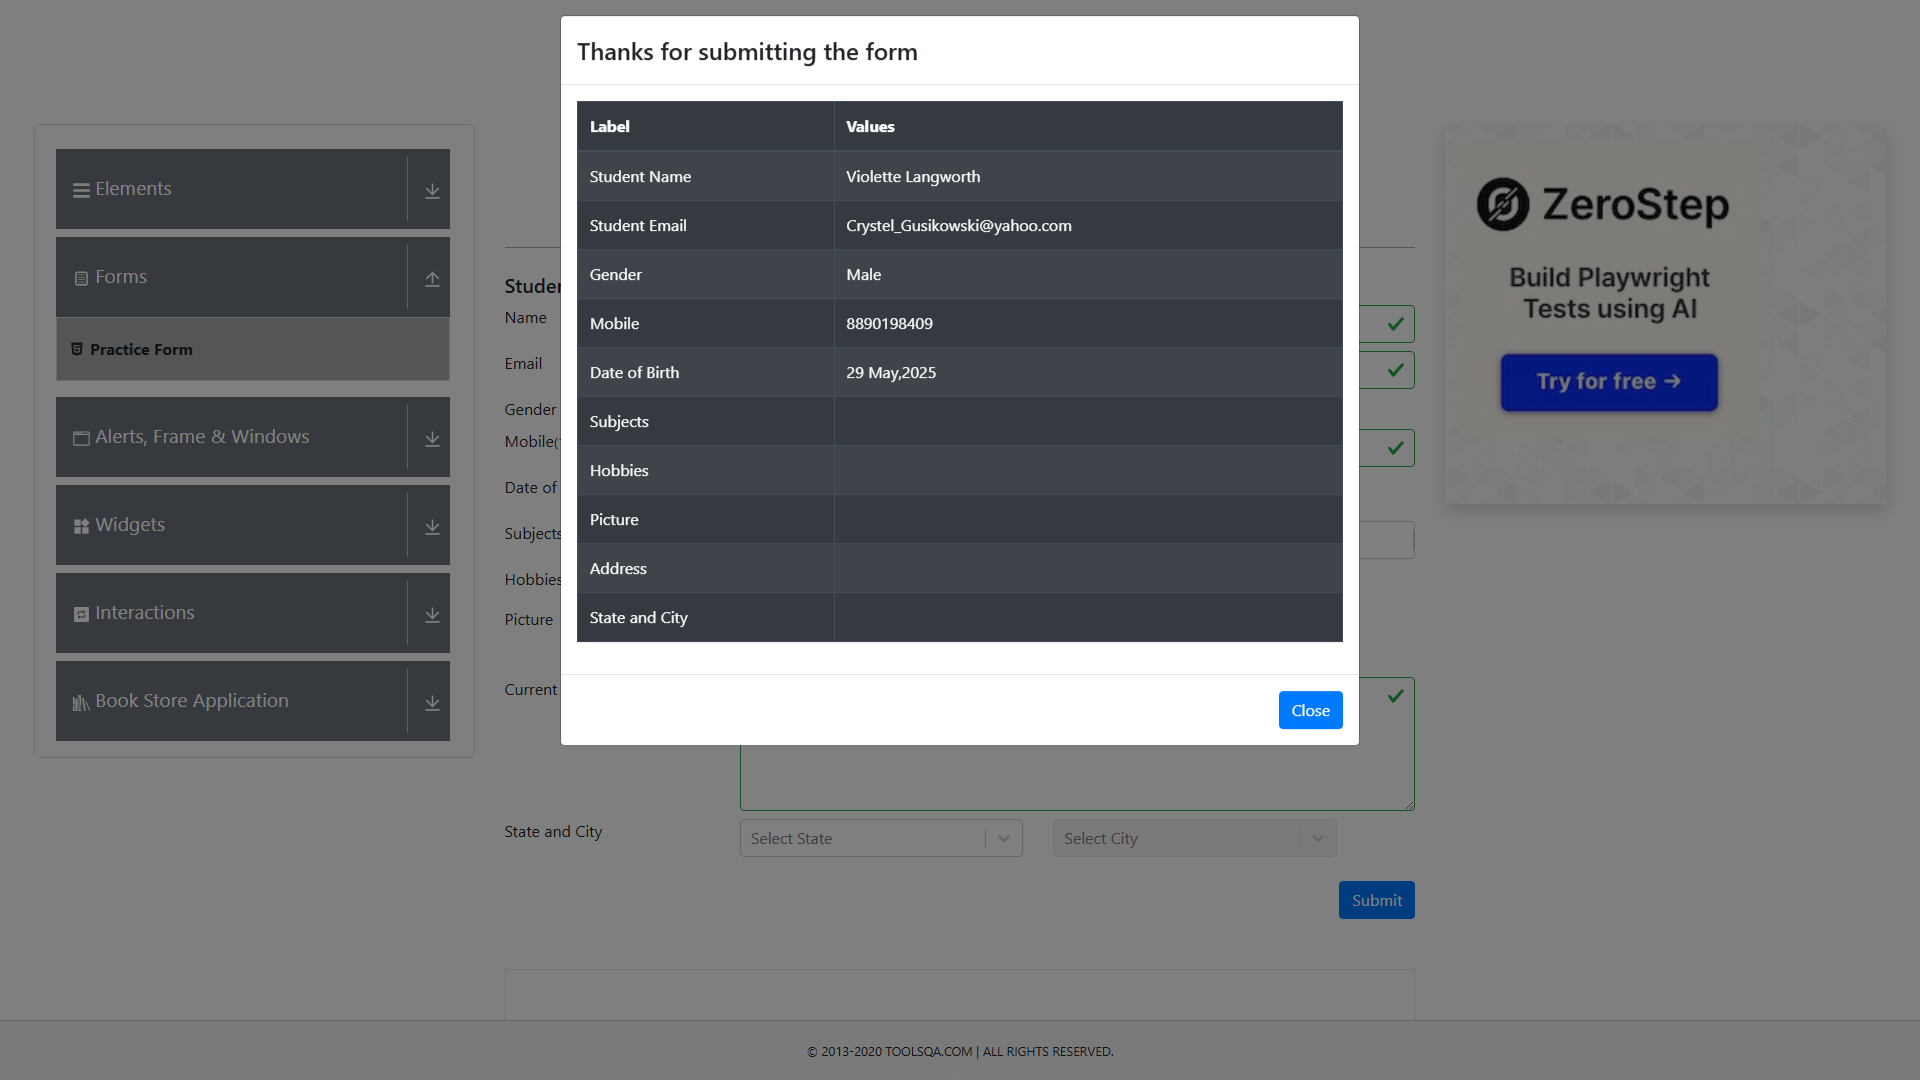 Thanks for submitting the form
Label Values
Student Name Violette Langworth
Student Email Crystel_Gusikowski@yahoo.com
Gender Male
Mobile 8890198409
Date of Birth 29 May,2025
Subjects
Hobbies
Picture
Address
State and City
Close
Elements
Forms
Practice Form
Alerts, Frame & Windows
Widgets
Interactions
Book Store Application
Name
Email
Gender
Date of
Subjects
Hobbies
Picture
Current
State and City
Select State
Select City
Submit
ZeroStep
Build Playwright
Tests using AI
Try for free →
© 2013-2020 TOOLSQA.COM | ALL RIGHTS RESERVED.